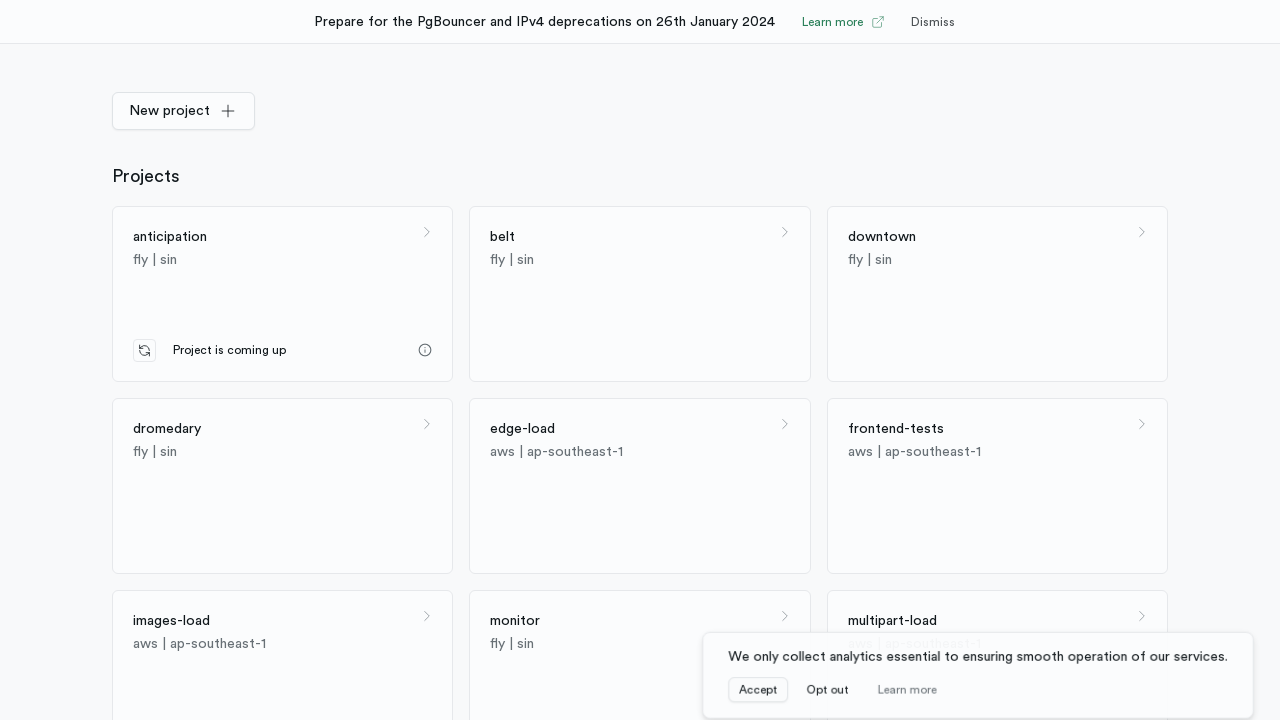 Prepare for the PgBouncer and IPv4 deprecations on 26th January 2024 Learn more Dismiss
New project
Projects
anticipation
fly | sin
Project is coming up
belt
fly | sin
downtown
fly | sin
dromedary
fly | sin
edge-load
aws | ap-southeast-1
frontend-tests
aws | ap-southeast-1
images-load
aws | ap-southeast-1
monitor
fly | sin
multipart-load
We only collect analytics essential to ensuring smooth operation of our services.
Accept Opt out Learn more